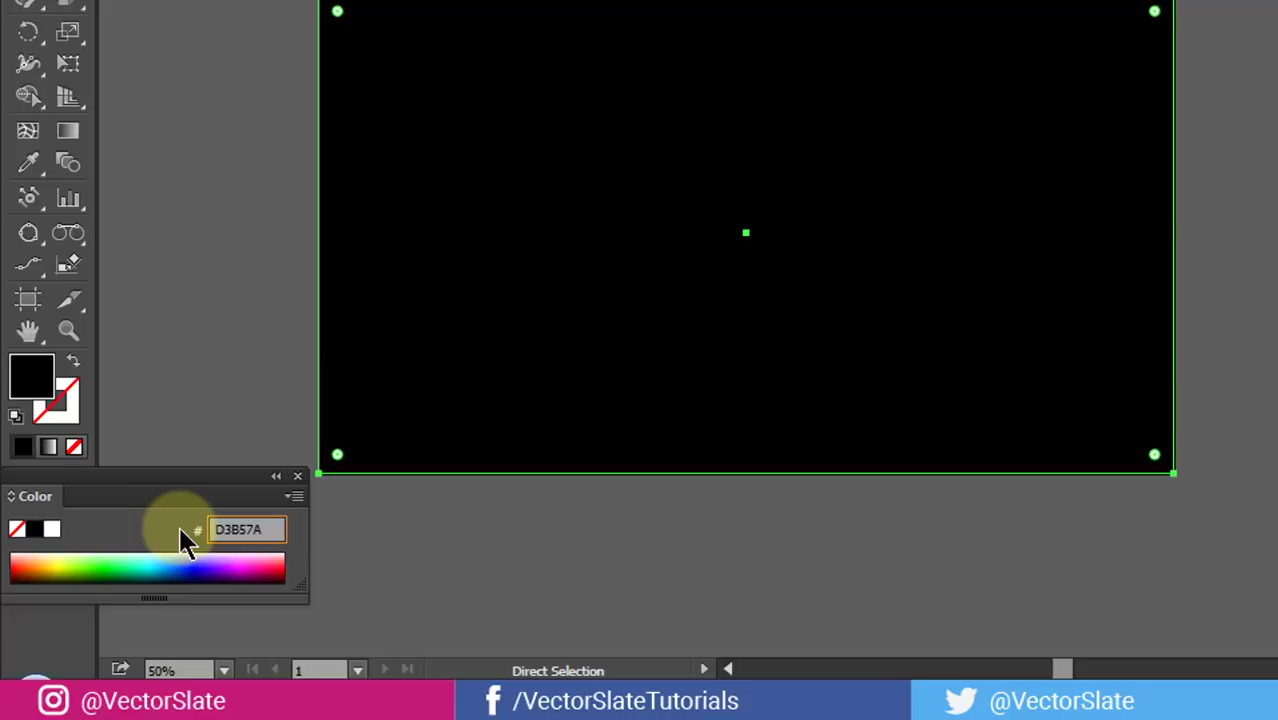 Color
# D3B57A
50%
1
Direct Selection
@VectorSlate
/VectorSlateTutorials
@VectorSlate